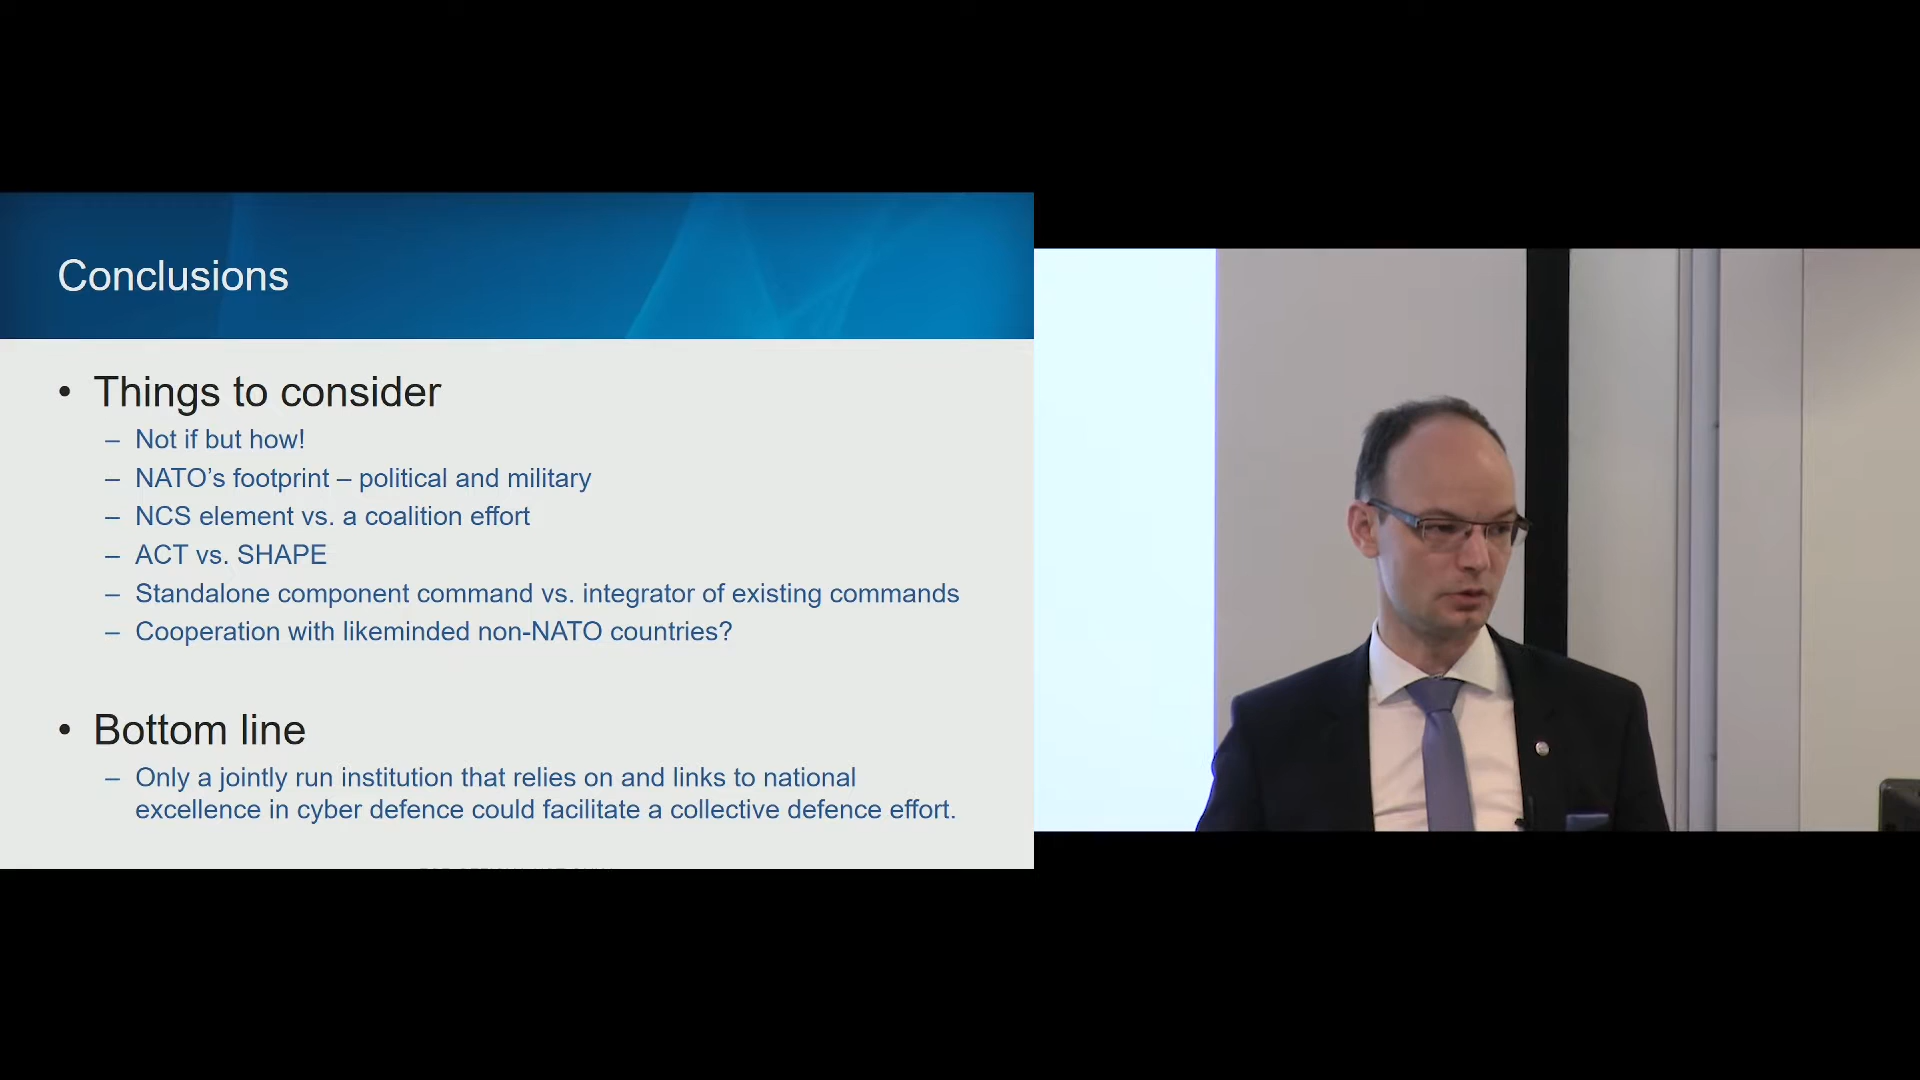 Conclusions
• Things to consider
– Not if but how!
– NATO’s footprint – political and military
– NCS element vs. a coalition effort
– ACT vs. SHAPE
– Standalone component command vs. integrator of existing commands
– Cooperation with likeminded non-NATO countries?
• Bottom line
– Only a jointly run institution that relies on and links to national
excellence in cyber defence could facilitate a collective defence effort.